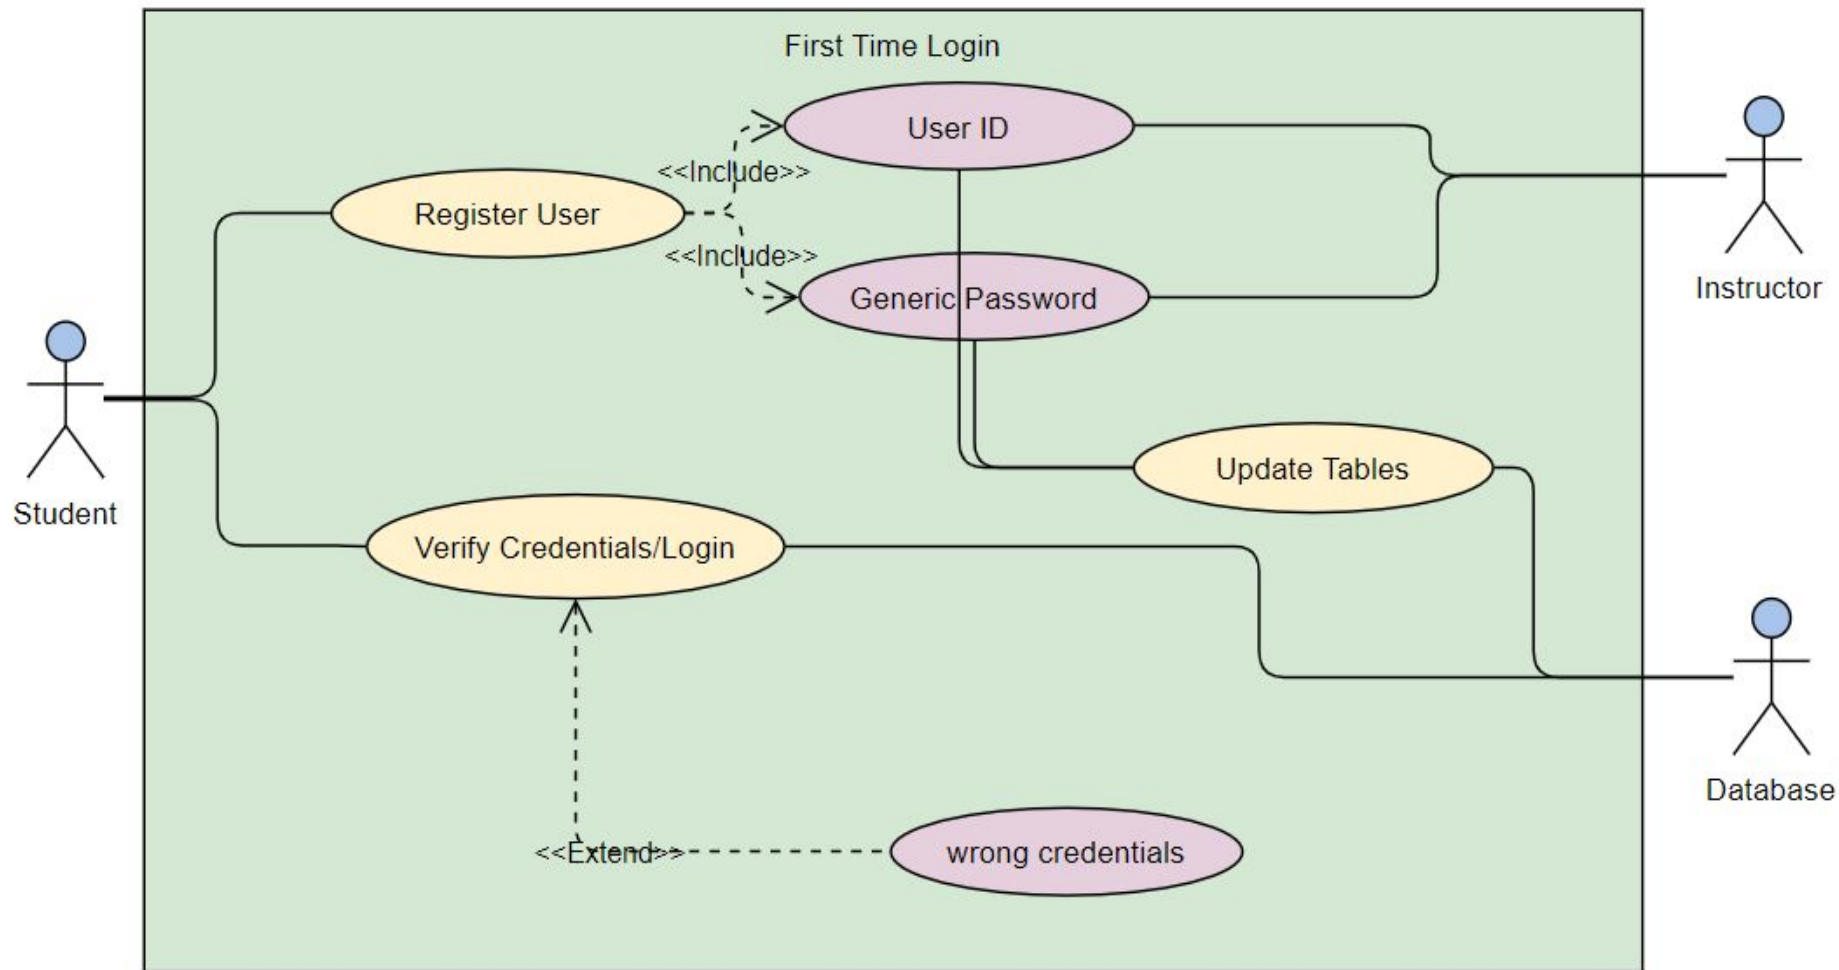 First Time Login
User ID
<<Include>>
Register User
<<Include>>
Generic Password
Instructor
Update Tables
Student
Verify Credentials/Login
Database
<<Extend>>
wrong credentials